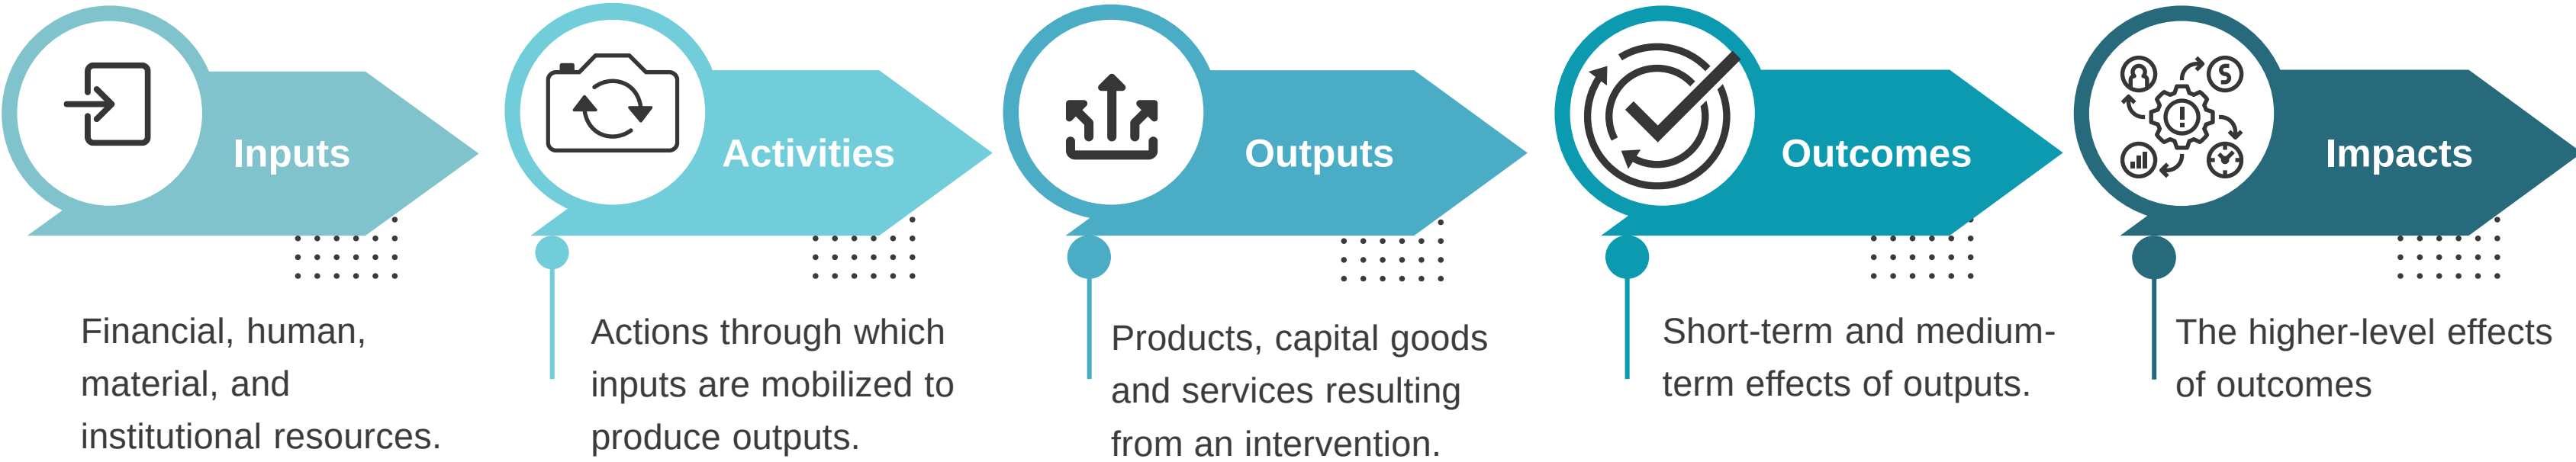 Inputs
Financial, human,
material, and
institutional resources.
Activities
Actions through which
inputs are mobilized to
produce outputs.
Outputs
Products, capital goods
and services resulting
from an intervention.
Outcomes
Short-term and medium-
term effects of outputs.
Impacts
The higher-level effects
of outcomes